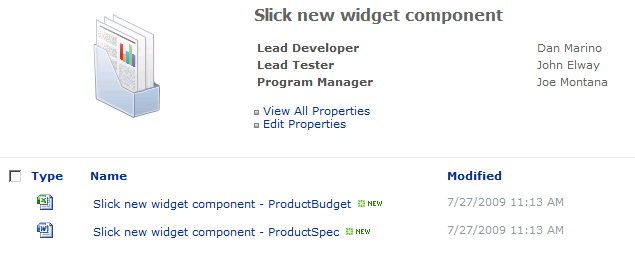 Slick new widget component
Lead Developer Dan Marino
Lead Tester John Elway
Program Manager Joe Montana
View All Properties
Edit Properties
Type Name Modified
Slick new widget component - ProductBudget NEW 7/27/2009 11:13 AM
Slick new widget component - ProductSpec NEW 7/27/2009 11:13 AM